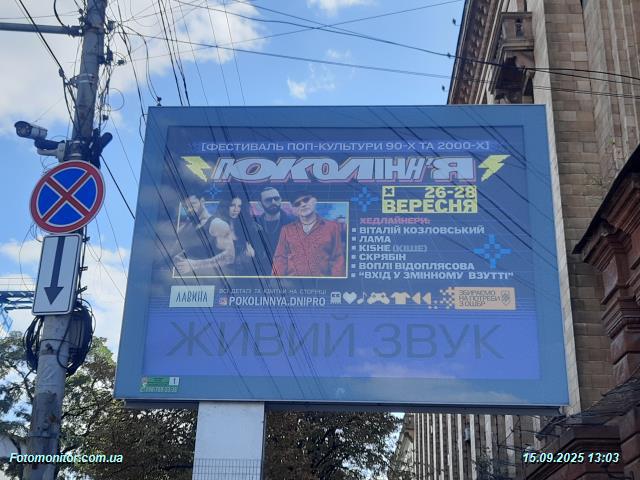 [ФЕСТИВАЛЬ ПОП-КУЛЬТУРИ 90-Х ТА 2000-Х]
ПОКОЛІНН'Я
26-28
ВЕРЕСНЯ
ХЕДЛАЙНЕРИ:
ВІТАЛІЙ КОЗЛОВСЬКИЙ
ЛАМА
KISHE (КІШЕ)
СКРЯБІН
ВОПЛІ ВІДОПЛЯСОВА
"ВХІД У ЗМІННОМУ ВЗУТТІ"
ЛАВИНА
ВСІ ДЕТАЛІ ТА КВИТКИ НА СТОРІНЦІ
POKOLINNYA.DNIPRO
ЗБИРАЄМО
НА ПОТРЕБИ
ЖИВИЙ ЗВУК
1
Fotomonitor.com.ua
15.09.2025 13:03